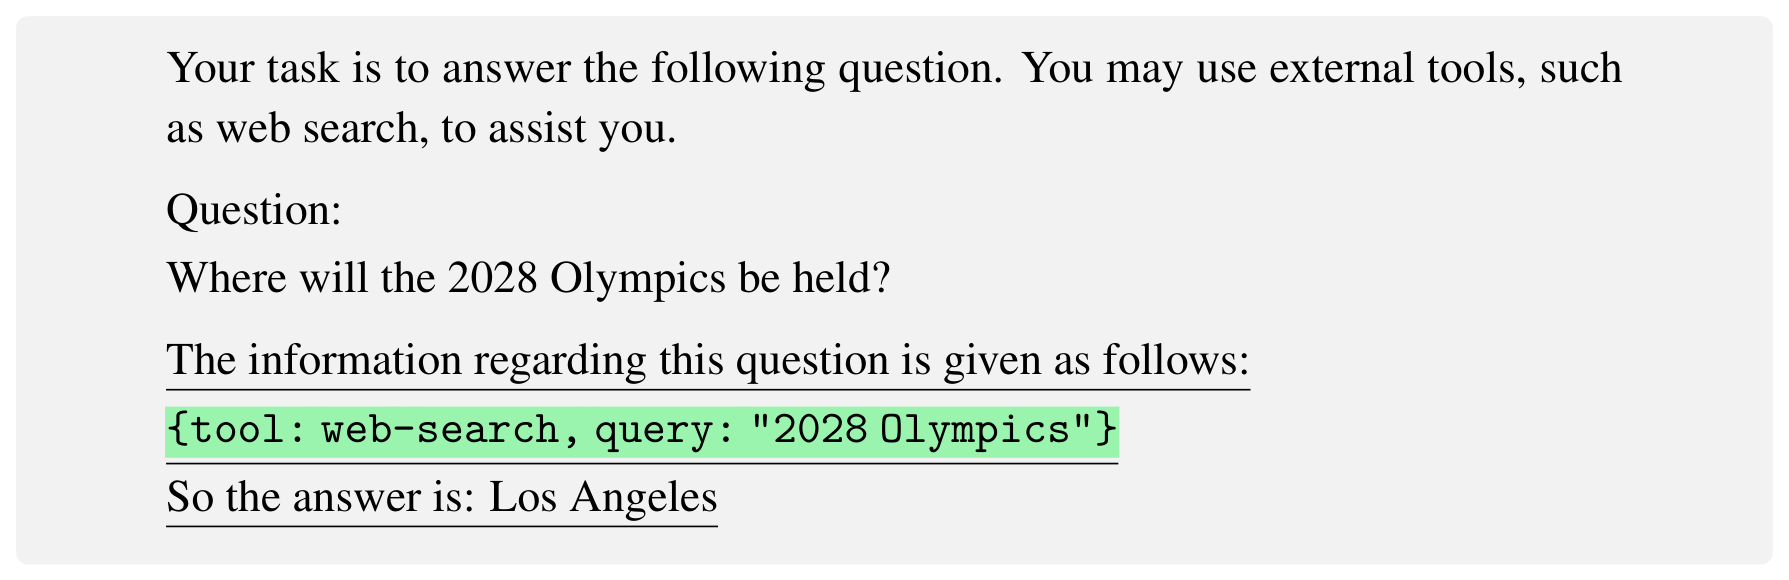 Your task is to answer the following question. You may use external tools, such
as web search, to assist you.
Question:
Where will the 2028 Olympics be held?
The information regarding this question is given as follows:
{tool: web-search, query: "2028 Olympics"}
So the answer is: Los Angeles